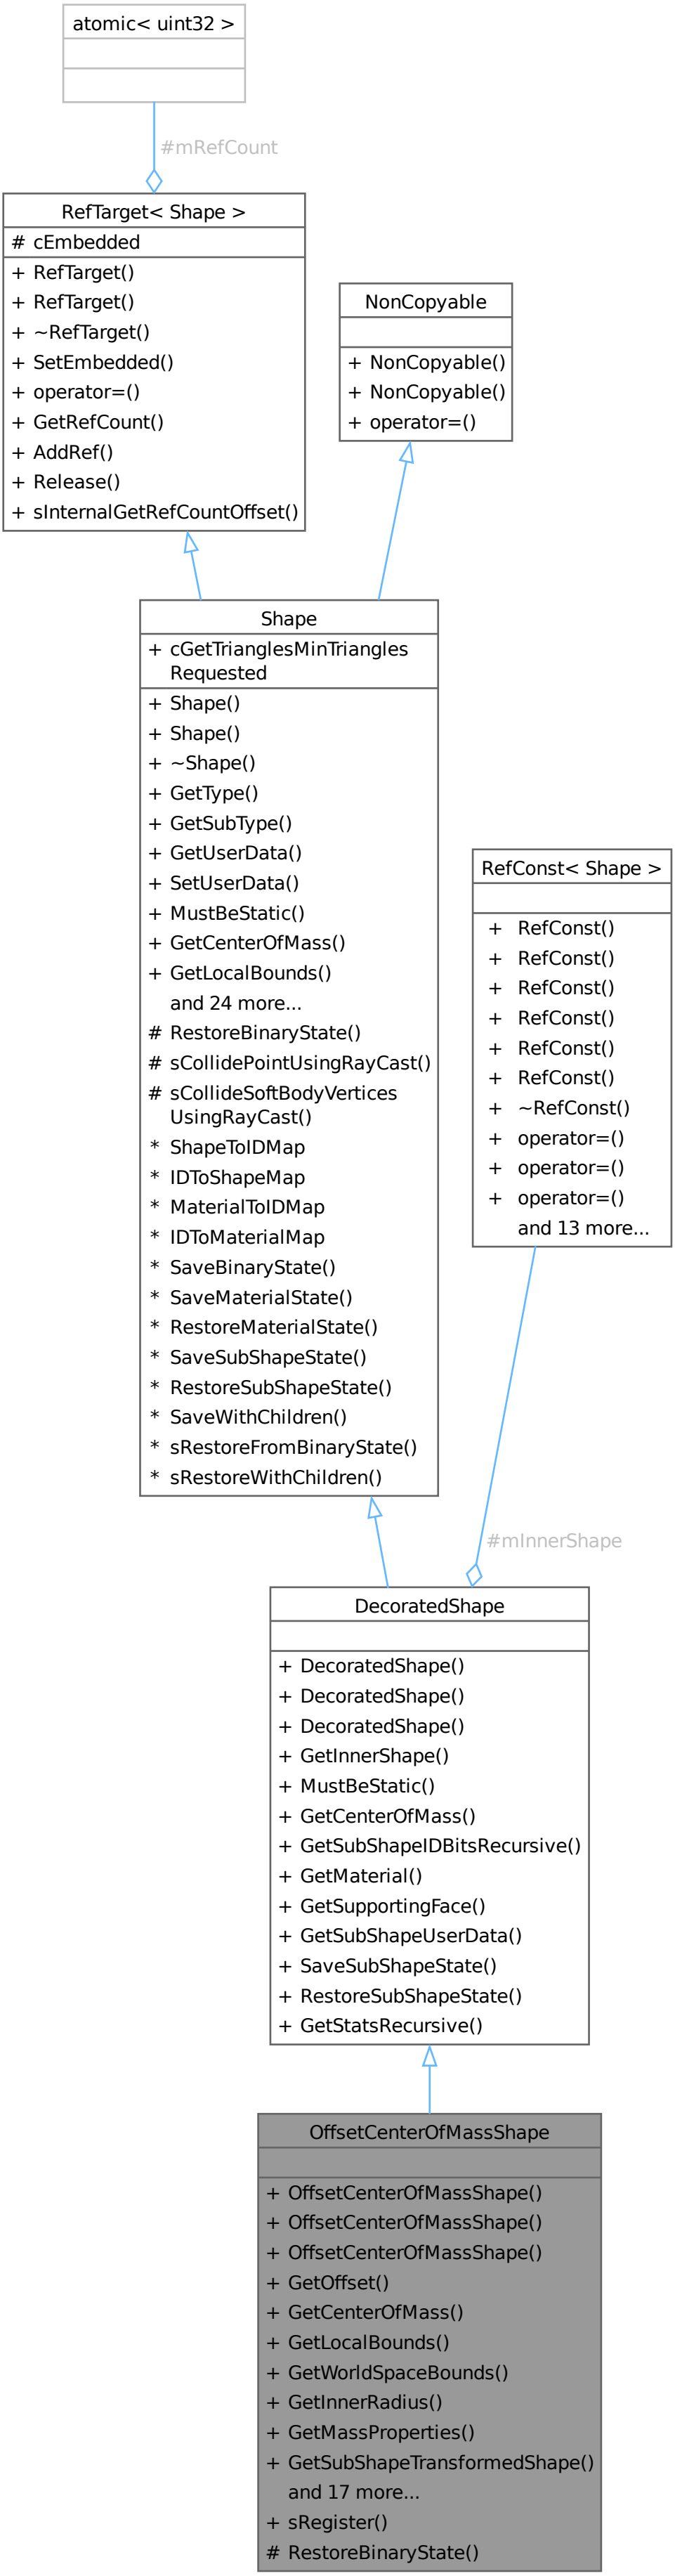 atomic< uint32 >
#mRefCount
RefTarget< Shape >
# cEmbedded
+ RefTarget()
+ RefTarget()
+ ~RefTarget()
+ SetEmbedded()
+ operator=()
+ GetRefCount()
+ AddRef()
+ Release()
+ sInternalGetRefCountOffset()
NonCopyable
+ NonCopyable()
+ NonCopyable()
+ operator=()
Shape
+ cGetTrianglesMinTriangles
Requested
+ Shape()
+ Shape()
+ ~Shape()
+ GetType()
+ GetSubType()
+ GetUserData()
+ SetUserData()
+ MustBeStatic()
+ GetCenterOfMass()
+ GetLocalBounds()
and 24 more...
# RestoreBinaryState()
# sCollidePointUsingRayCast()
# sCollideSoftBodyVertices
UsingRayCast()
* ShapeToIDMap
* IDToShapeMap
* MaterialToIDMap
* IDToMaterialMap
* SaveBinaryState()
* SaveMaterialState()
* RestoreMaterialState()
* SaveSubShapeState()
* RestoreSubShapeState()
* SaveWithChildren()
* sRestoreFromBinaryState()
* sRestoreWithChildren()
RefConst< Shape >
+ RefConst()
+ RefConst()
+ RefConst()
+ RefConst()
+ RefConst()
+ RefConst()
+ ~RefConst()
+ operator=()
+ operator=()
+ operator=()
and 13 more...
#mInnerShape
DecoratedShape
+ DecoratedShape()
+ DecoratedShape()
+ DecoratedShape()
+ GetInnerShape()
+ MustBeStatic()
+ GetCenterOfMass()
+ GetSubShapeIDBitsRecursive()
+ GetMaterial()
+ GetSupportingFace()
+ GetSubShapeUserData()
+ SaveSubShapeState()
+ RestoreSubShapeState()
+ GetStatsRecursive()
OffsetCenterOfMassShape
+ OffsetCenterOfMassShape()
+ OffsetCenterOfMassShape()
+ OffsetCenterOfMassShape()
+ GetOffset()
+ GetCenterOfMass()
+ GetLocalBounds()
+ GetWorldSpaceBounds()
+ GetInnerRadius()
+ GetMassProperties()
+ GetSubShapeTransformedShape()
and 17 more...
+ sRegister()
# RestoreBinaryState()